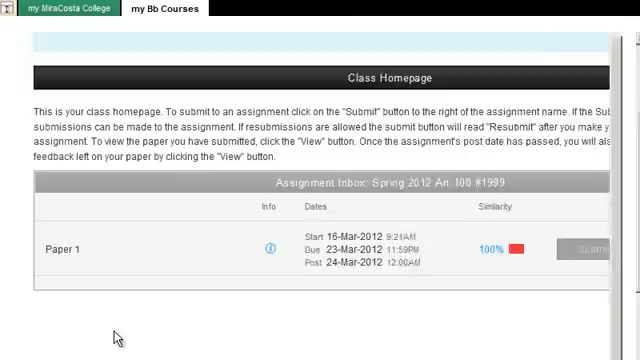 my MiraCosta College my Bb Courses
Class Homepage
This is your class homepage. To submit to an assignment click on the "Submit" button to the right of the assignment name. If the Sub
submissions can be made to the assignment. If resubmissions are allowed the submit button will read "Resubmit" after you make y
assignment. To view the paper you have submitted, click the "View" button. Once the assignment's post date has passed, you will als
feedback left on your paper by clicking the "View" button.
Assignment Inbox: Spring 2012 Art 100 #1999
Info Dates Similarity
Start 16-Mar-2012 9:21AM
Paper 1 Due 23-Mar-2012 11:59PM 100% Submit
Post 24-Mar-2012 12:00AM